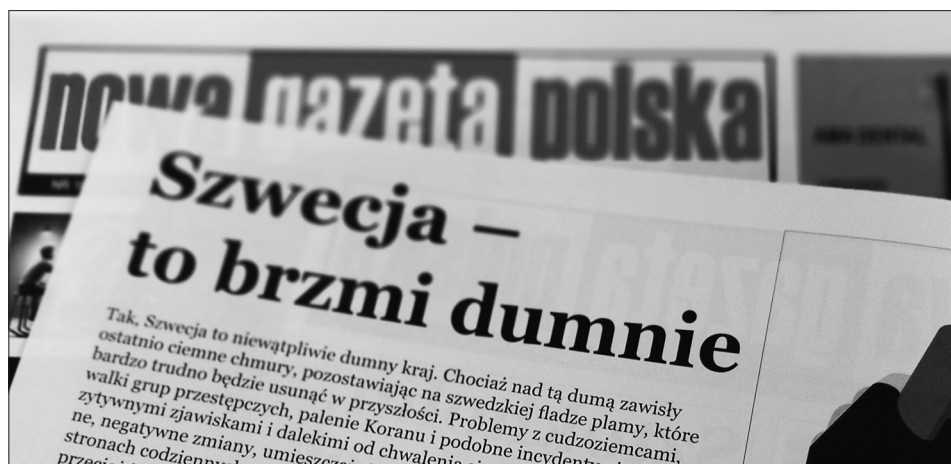 nowa gazeta polska
Szwecja –
to brzmi dumnie
Tak, Szwecja to niewątpliwie dumny kraj. Chociaż nad tą dumą zawisły
ostatnio ciemne chmury, pozostawiając na szwedzkiej fladze plamy, które
bardzo trudno będzie usunąć w przyszłości. Problemy z cudzoziemcami,
walki grup przestępczych, palenie Koranu i podobne incydenty
zytywnymi zjawiskami i dalekimi od chwalenia
ne, negatywne zmiany,
stronach